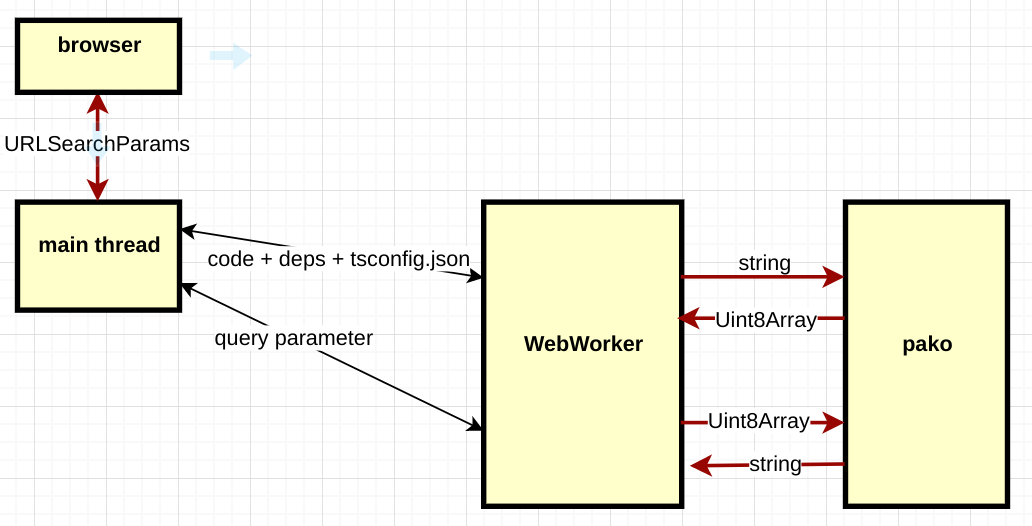 browser
URLSearchParams
main thread
code + deps + tsconfig.json
query parameter
WebWorker
string
Uint8Array
Uint8Array
string
pako